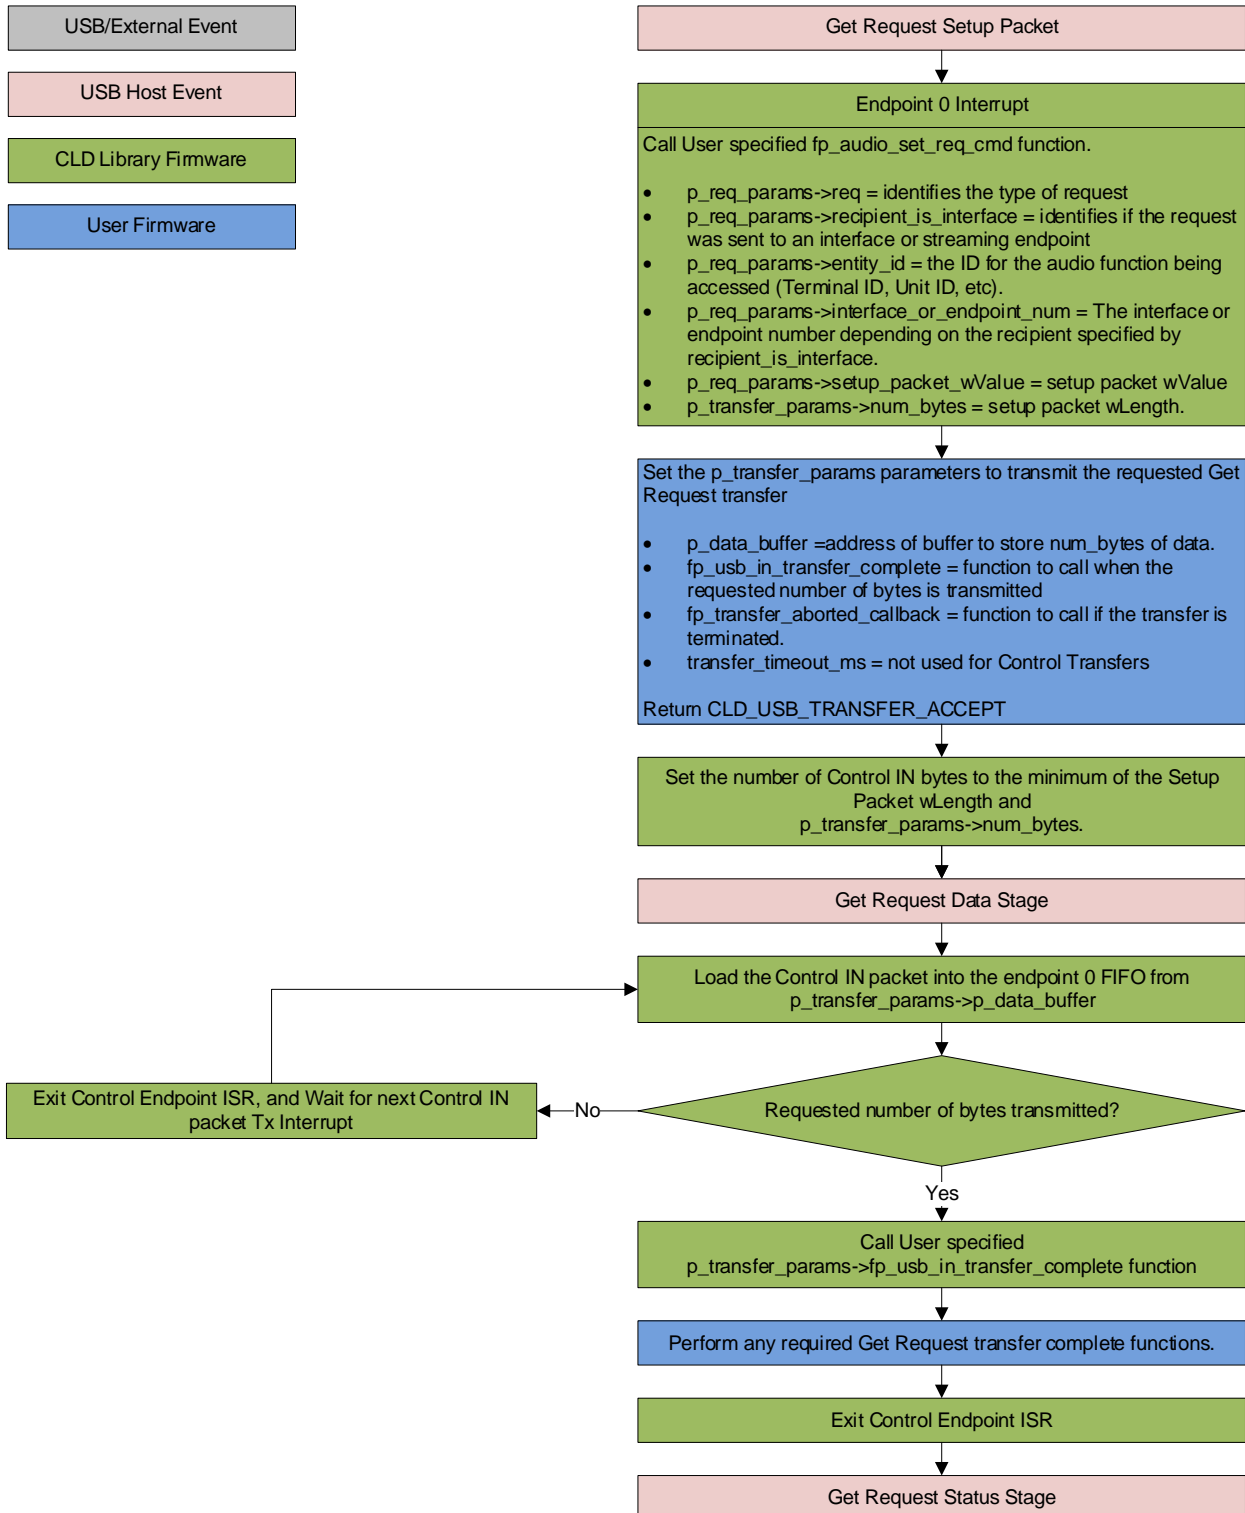 USB/External Event
USB Host Event
CLD Library Firmware
User Firmware
Get Request Setup Packet
Endpoint 0 Interrupt
Call User specified fp_audio_set_req_cmd function.
• p_req_params->req = identifies the type of request
• p_req_params->recipient_is_interface = identifies if the request
was sent to an interface or streaming endpoint
• p_req_params->entity_id = the ID for the audio function being
accessed (Terminal ID, Unit ID, etc).
• p_req_params->interface_or_endpoint_num = The interface or
endpoint number depending on the recipient specified by
recipient_is_interface.
• p_req_params->setup_packet_wValue = setup packet wValue
• p_transfer_params->num_bytes = setup packet wLength.
Set the p_transfer_params parameters to transmit the requested Get
Request transfer
• p_data_buffer =address of buffer to store num_bytes of data.
• fp_usb_in_transfer_complete = function to call when the
requested number of bytes is transmitted
• fp_transfer_aborted_callback = function to call if the transfer is
terminated.
• transfer_timeout_ms = not used for Control Transfers
Return CLD_USB_TRANSFER_ACCEPT
Set the number of Control IN bytes to the minimum of the Setup
Packet wLength and
p_transfer_params->num_bytes.
Get Request Data Stage
Load the Control IN packet into the endpoint 0 FIFO from
p_transfer_params->p_data_buffer
Requested number of bytes transmitted?
No
Exit Control Endpoint ISR, and Wait for next Control IN
packet Tx Interrupt
Yes
Call User specified
p_transfer_params->fp_usb_in_transfer_complete function
Perform any required Get Request transfer complete functions.
Exit Control Endpoint ISR
Get Request Status Stage